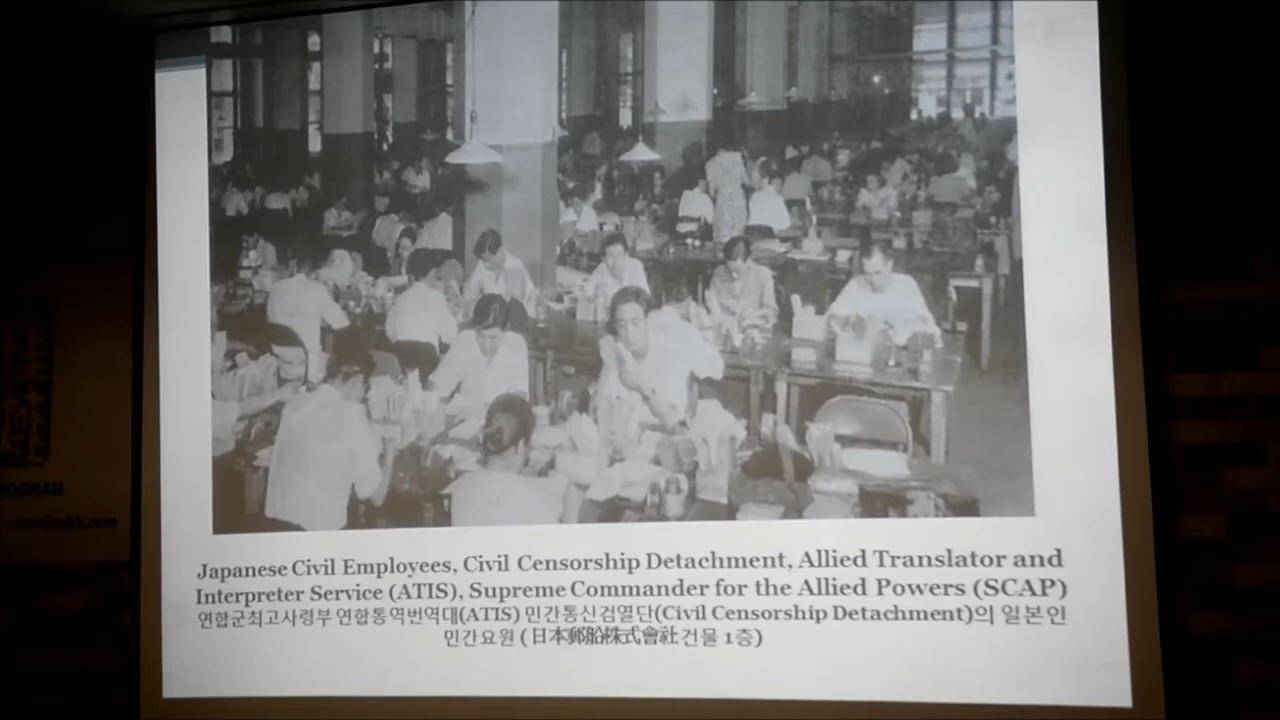 Japanese Civil Employees, Civil Censorship Detachment, Allied Translator and
Interpreter Service (ATIS), Supreme Commander for the Allied Powers (SCAP)
연합군최고사령부 연합통역번역대(ATIS) 민간통신검열단(Civil Censorship Detachment)의 일본인
민간요원 (日本郵船株式會社 건물 1층)